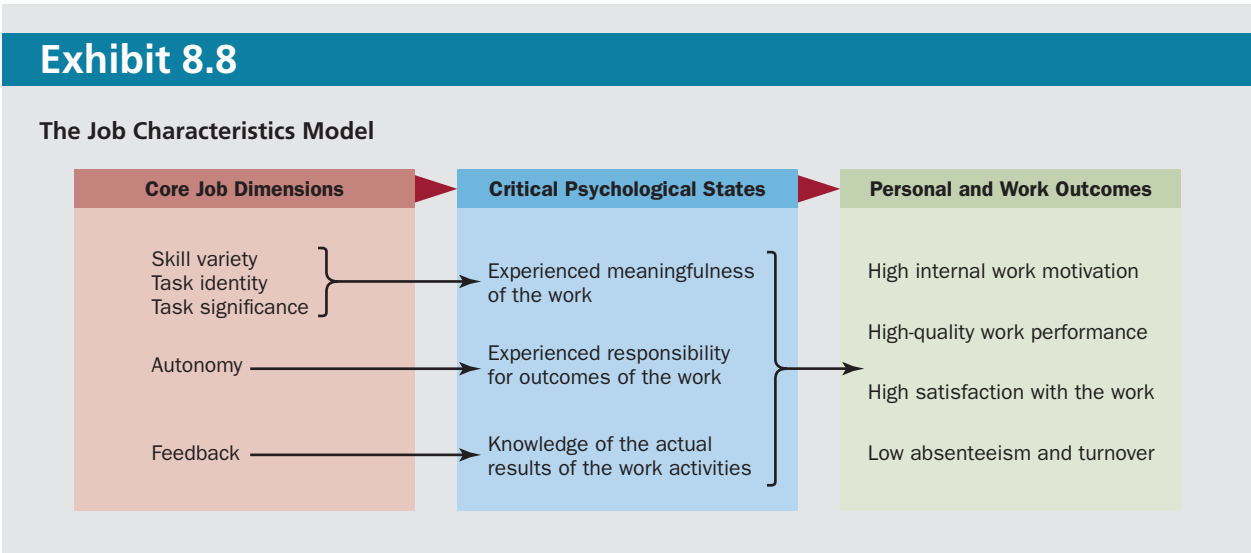 Exhibit 8.8
The Job Characteristics Model
Core Job Dimensions
Skill variety
Task identity
Task significance
Autonomy
Feedback
Critical Psychological States
Experienced meaningfulness
of the work
Experienced responsibility
for outcomes of the work
Knowledge of the actual
results of the work activities
Personal and Work Outcomes
High internal work motivation
High-quality work performance
High satisfaction with the work
Low absenteeism and turnover